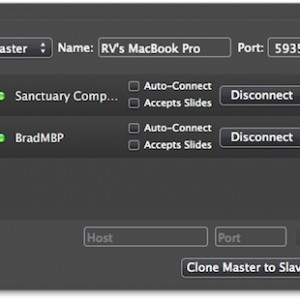 aster Name: RV's MacBook Pro Port: 5935
Sanctuary Comp... Auto-Connect Accepts Slides Disconnect
BradMBP Auto-Connect Accepts Slides Disconnect
Host Port
Clone Master to Slav